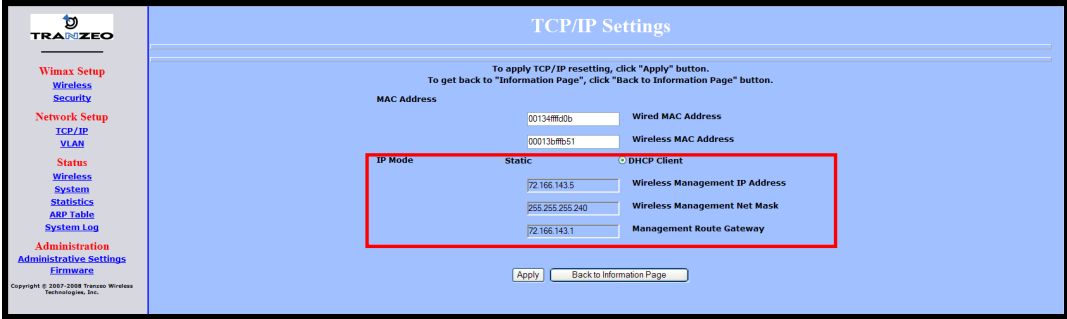 TRANZEO
Wimax Setup
Wireless
Security
Network Setup
TCP/IP
VLAN
Status
Wireless
System
Statistics
ARP Table
System Log
Administration
Administrative Settings
Firmware
Copyright © 2007-2008 Tranzeo Wireless
Technologies, Inc.
TCP/IP Settings
To apply TCP/IP resetting, click "Apply" button.
To get back to "Information Page", click "Back to Information Page" button.
MAC Address
00134ffffd0b Wired MAC Address
00013bfffb51 Wireless MAC Address
IP Mode Static DHCP Client
72.166.143.5 Wireless Management IP Address
255.255.255.240 Wireless Management Net Mask
72.166.143.1 Management Route Gateway
Apply Back to Information Page